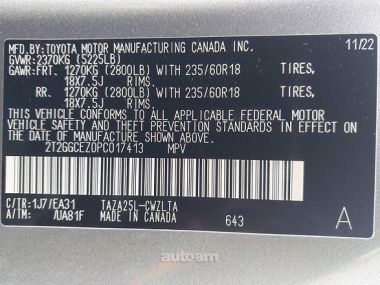 MFD.BY:TOYOTA MOTOR MANUFACTURING CANADA INC. 11/22
GVWR:2370KG (5225LB)
GAWR:FRT. 1270KG (2800LB) WITH 235/60R18 TIRES,
18X7.5J RIMS.
RR. 1270KG (2800LB) WITH 235/60R18 TIRES,
18X7.5J RIMS.
THIS VEHICLE CONFORMS TO ALL APPLICABLE FEDERAL MOTOR
VEHICLE SAFETY & THEFT PREVENTION STANDARDS IN EFFECT
ON THE DATE OF MANUFACTURE SHOWN ABOVE.
2T2GGCEZ0PC017413 MPV
C/TR:1J7/EA31 TAZA25L-CWZLTA
A/TM: /UA81F MADE IN CANADA 643 A
auto.am